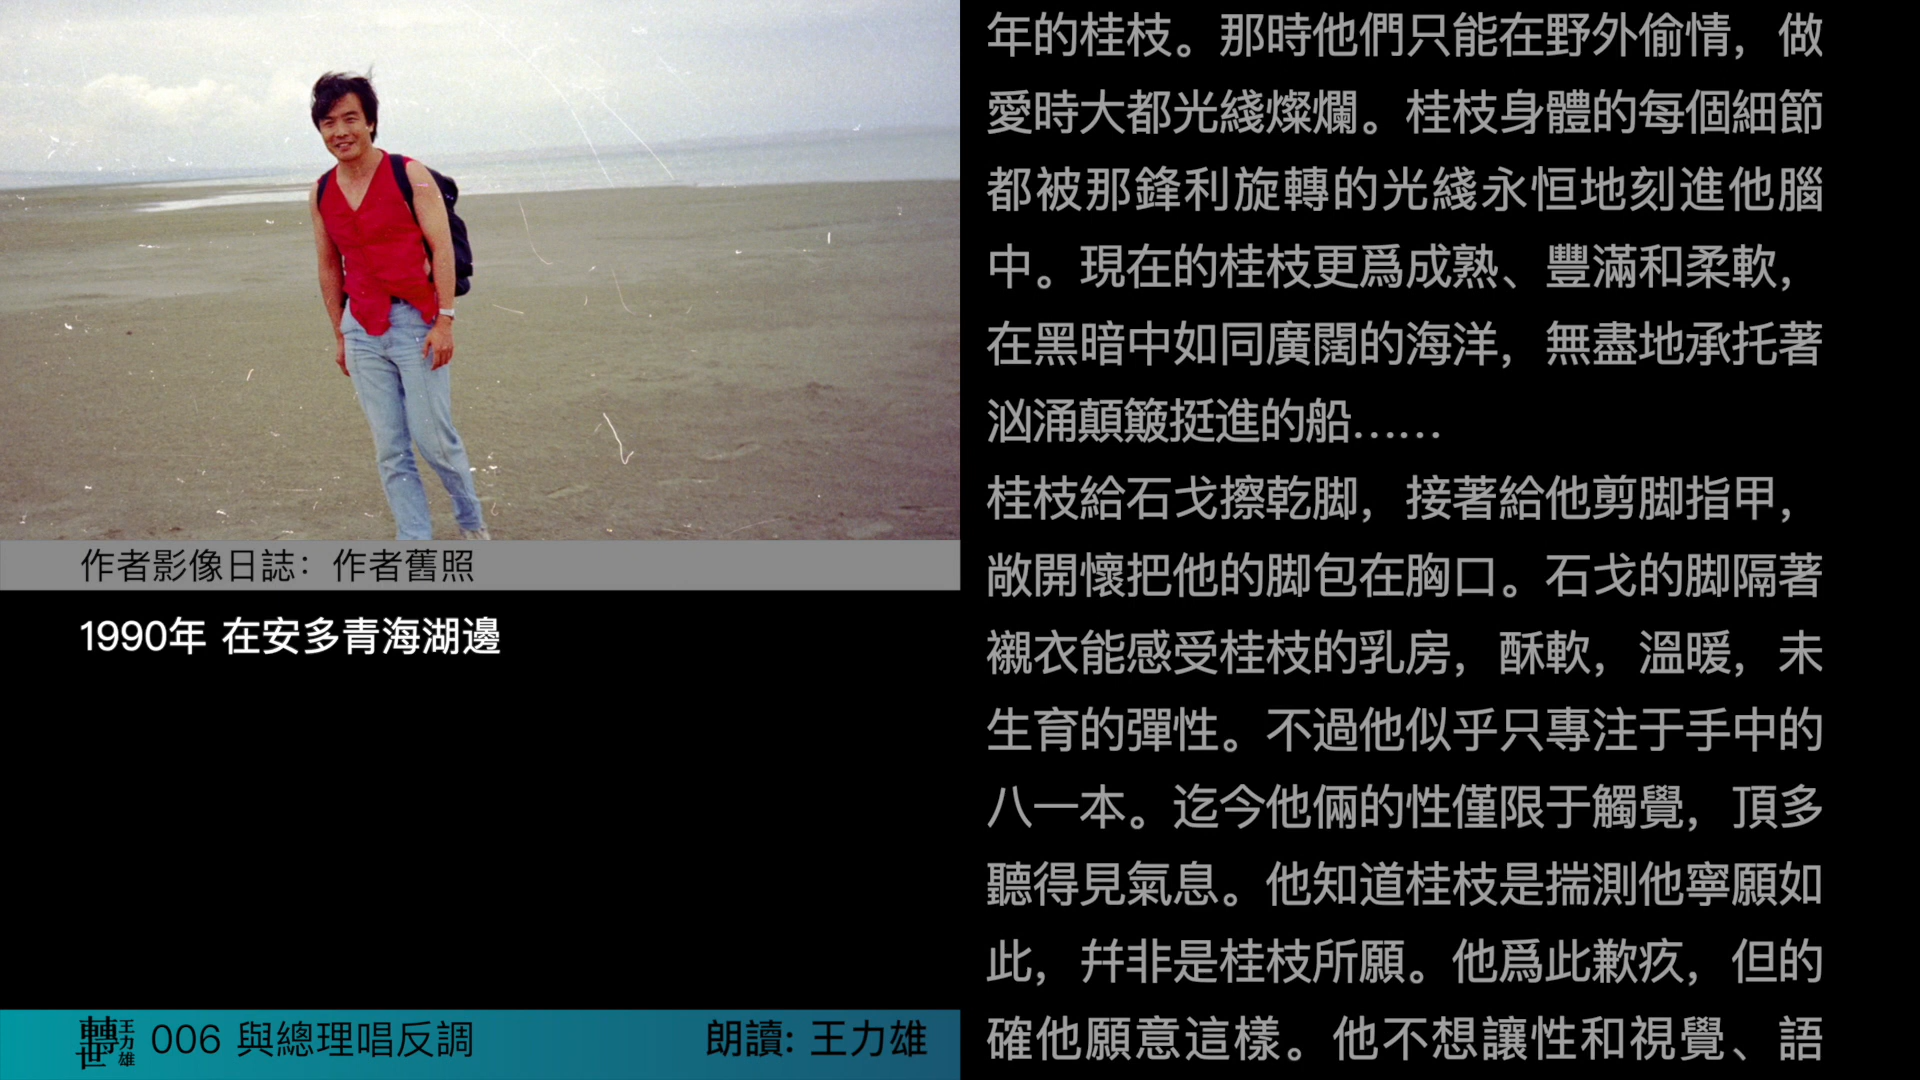 作者影像日誌：作者舊照
1990年 在安多青海湖邊
轉世
王力雄
006 與總理唱反調
朗讀: 王力雄
年的桂枝。那時他們只能在野外偷情，做
愛時大都光綫燦爛。桂枝身體的每個細節
都被那鋒利旋轉的光綫永恒地刻進他腦
中。現在的桂枝更爲成熟、豐滿和柔軟，
在黑暗中如同廣闊的海洋，無盡地承托著
汹涌顛簸挺進的船……
桂枝給石戈擦乾脚，接著給他剪脚指甲，
敞開懷把他的脚包在胸口。石戈的脚隔著
襯衣能感受桂枝的乳房，酥軟，溫暖，未
生育的彈性。不過他似乎只專注于手中的
八一本。迄今他倆的性僅限于觸覺，頂多
聽得見氣息。他知道桂枝是揣測他寧願如
此，幷非是桂枝所願。他爲此歉疚，但的
確他願意這樣。他不想讓性和視覺、語